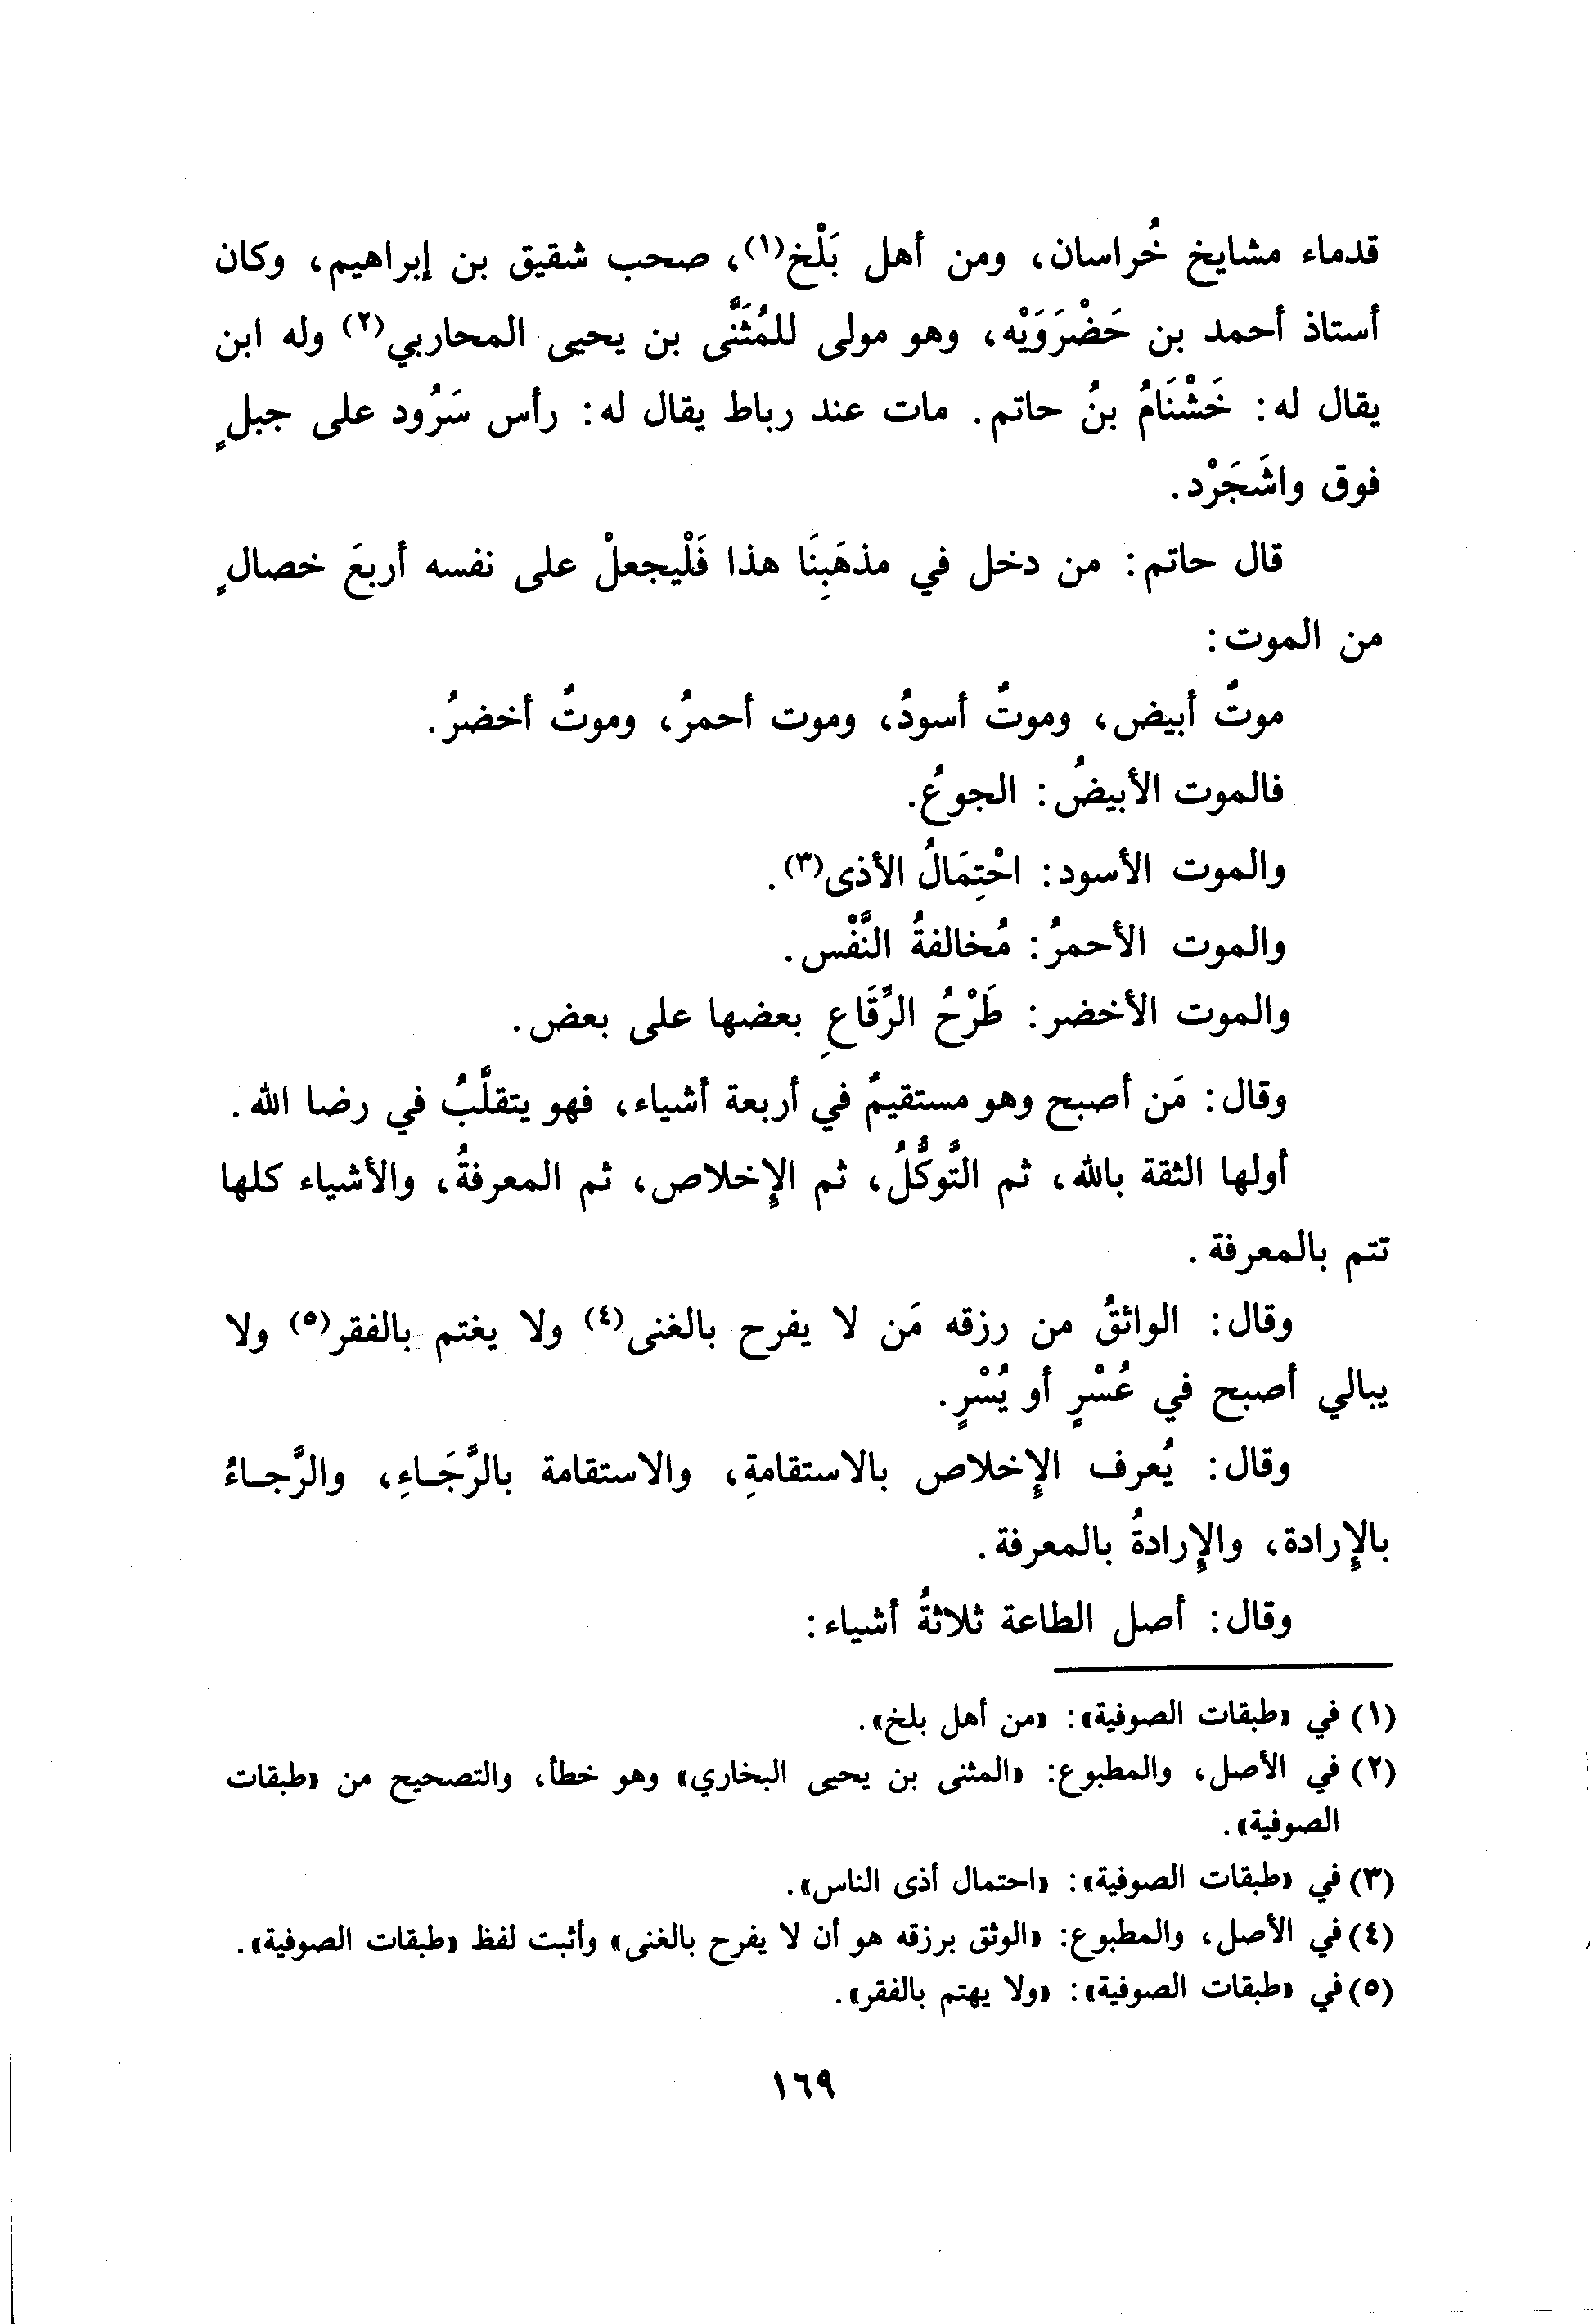 قدماء مشايخ خُراسان، ومن أهل بَلْخ(١)، صحب شقيق بن إبراهيم، وكان
أستاذ أحمد بن حَضْرَوَيْه، وهو مولى للمُثَنَّى بن يحيى المحاربي(٢) وله ابن
يقال له: خَشْنَامُ بنُ حاتم. مات عند رباط يقال له: رأس سَرُود على جبلٍ
فوق واشَجَرْد.
قال حاتم: من دخل في مذهَبِنَا هذا فَلْيجعلْ على نفسه أربعَ خصالٍ
من الموت:
موتٌ أبيض، وموتٌ أسودُ، وموت أحمرُ، وموتٌ أخضرُ.
فالموت الأبيضُ: الجوعُ.
والموت الأسود: احْتِمَالُ الأذى(٣).
والموت الأحمرُ: مُخالفةُ النَّفْس.
والموت الأخضر: طَرْحُ الرِّقَاعِ بعضها على بعض.
وقال: مَن أصبح وهو مستقيمٌ في أربعة أشياء، فهو يتقلَّبُ في رضا الله.
أولها الثقة بالله، ثم التَّوكُّلُ، ثم الإِخلاص، ثم المعرفةُ، والأشياء كلها
تتم بالمعرفة.
وقال: الواثقُ من رزقه مَن لا يفرح بالغنى(٤) ولا يغتم بالفقر(٥) ولا
يبالي أصبح في عُسْرٍ أو يُسْرٍ.
وقال: يُعرف الإِخلاص بالاستقامةِ، والاستقامة بالرَّجَاءِ، والرَّجاءُ
بالإِرادة، والإِرادةُ بالمعرفة.
وقال: أصل الطاعة ثلاثةُ أشياء:
(١) في «طبقات الصوفية»: «من أهل بلخ».
(٢) في الأصل، والمطبوع: «المثنى بن يحيى البخاري» وهو خطأ، والتصحيح من «طبقات
الصوفية».
(٣) في «طبقات الصوفية»: «احتمال أذى الناس».
(٤) في الأصل، والمطبوع: «الوثق برزقه هو أن لا يفرح بالغنى» وأثبت لفظ «طبقات الصوفية».
(٥) في «طبقات الصوفية»: «ولا يهتم بالفقر».
١٦٩